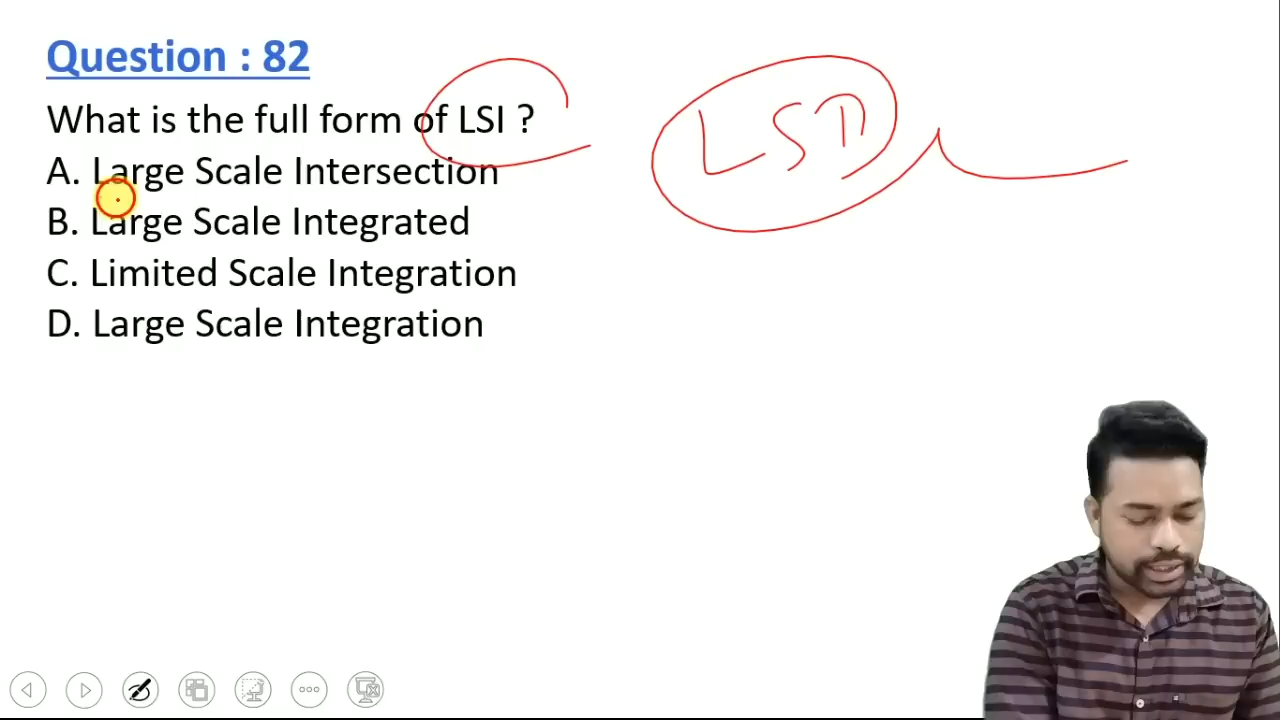 Question : 82
What is the full form of LSI ?
LSI
A. Large Scale Intersection
B. Large Scale Integrated
C. Limited Scale Integration
D. Large Scale Integration